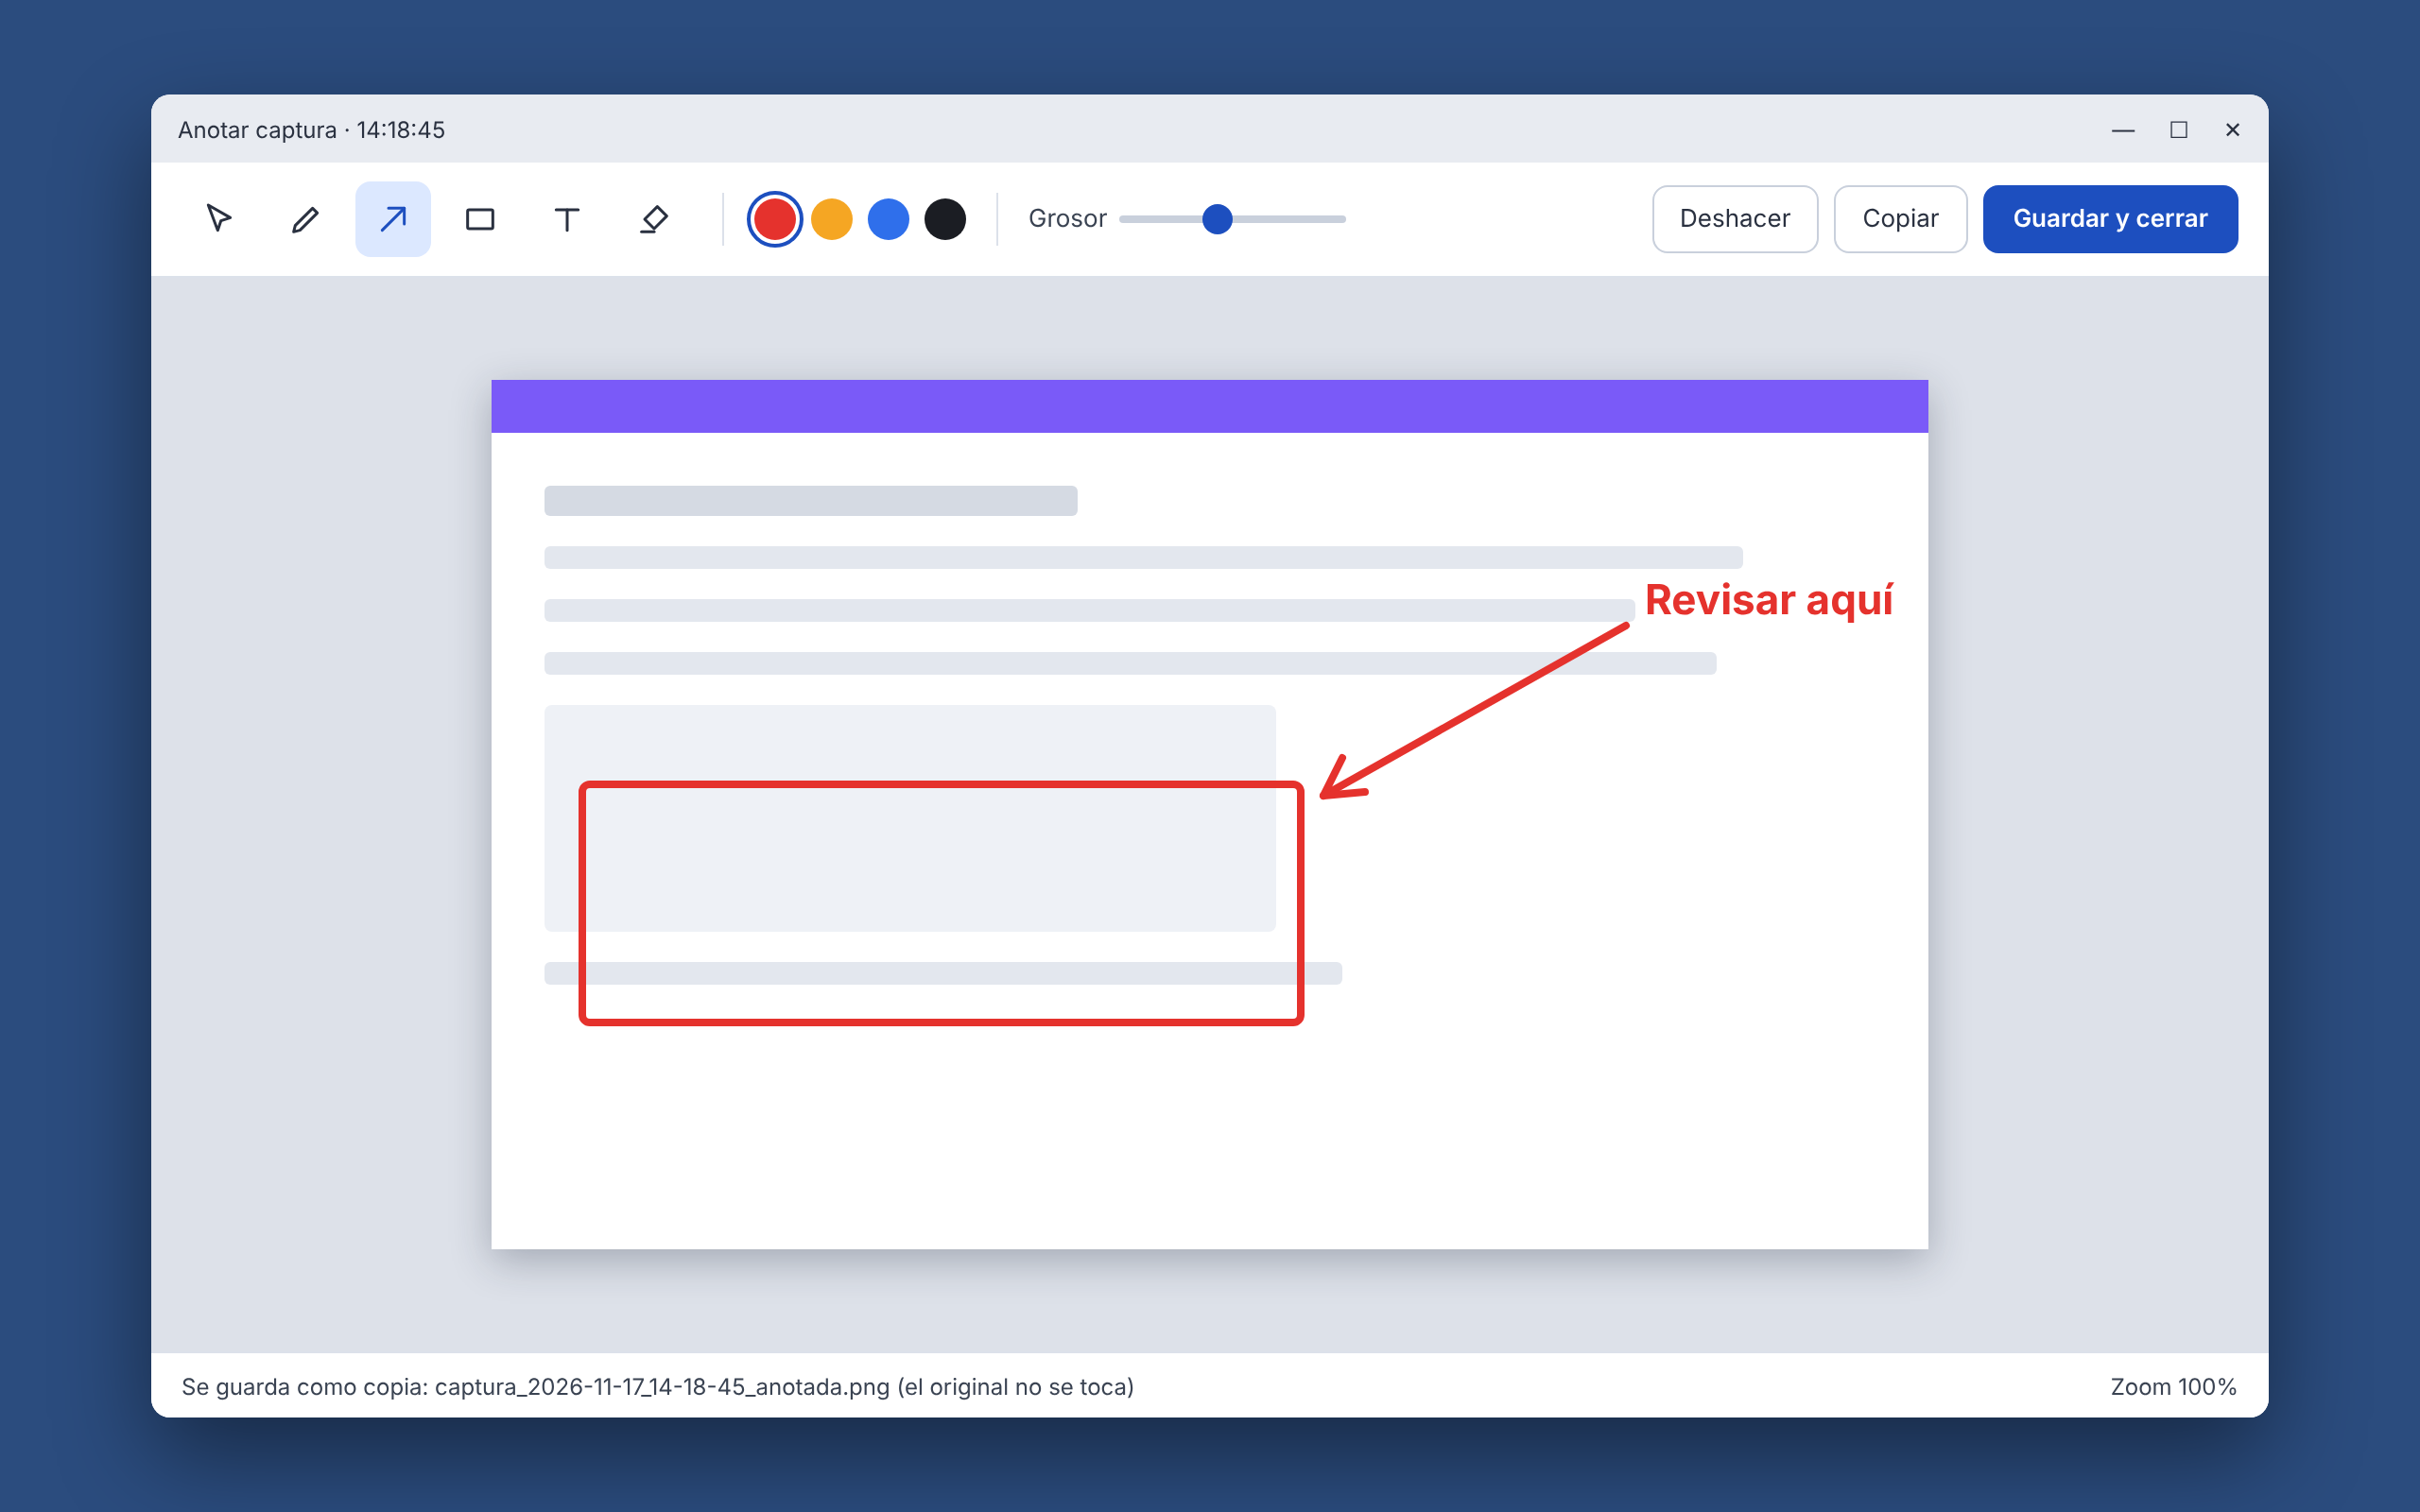 Anotar captura · 14:18:45
Grosor
Deshacer
Copiar
Guardar y cerrar
Revisar aquí
Se guarda como copia: captura_2026-11-17_14-18-45_anotada.png (el original no se toca)
Zoom 100%